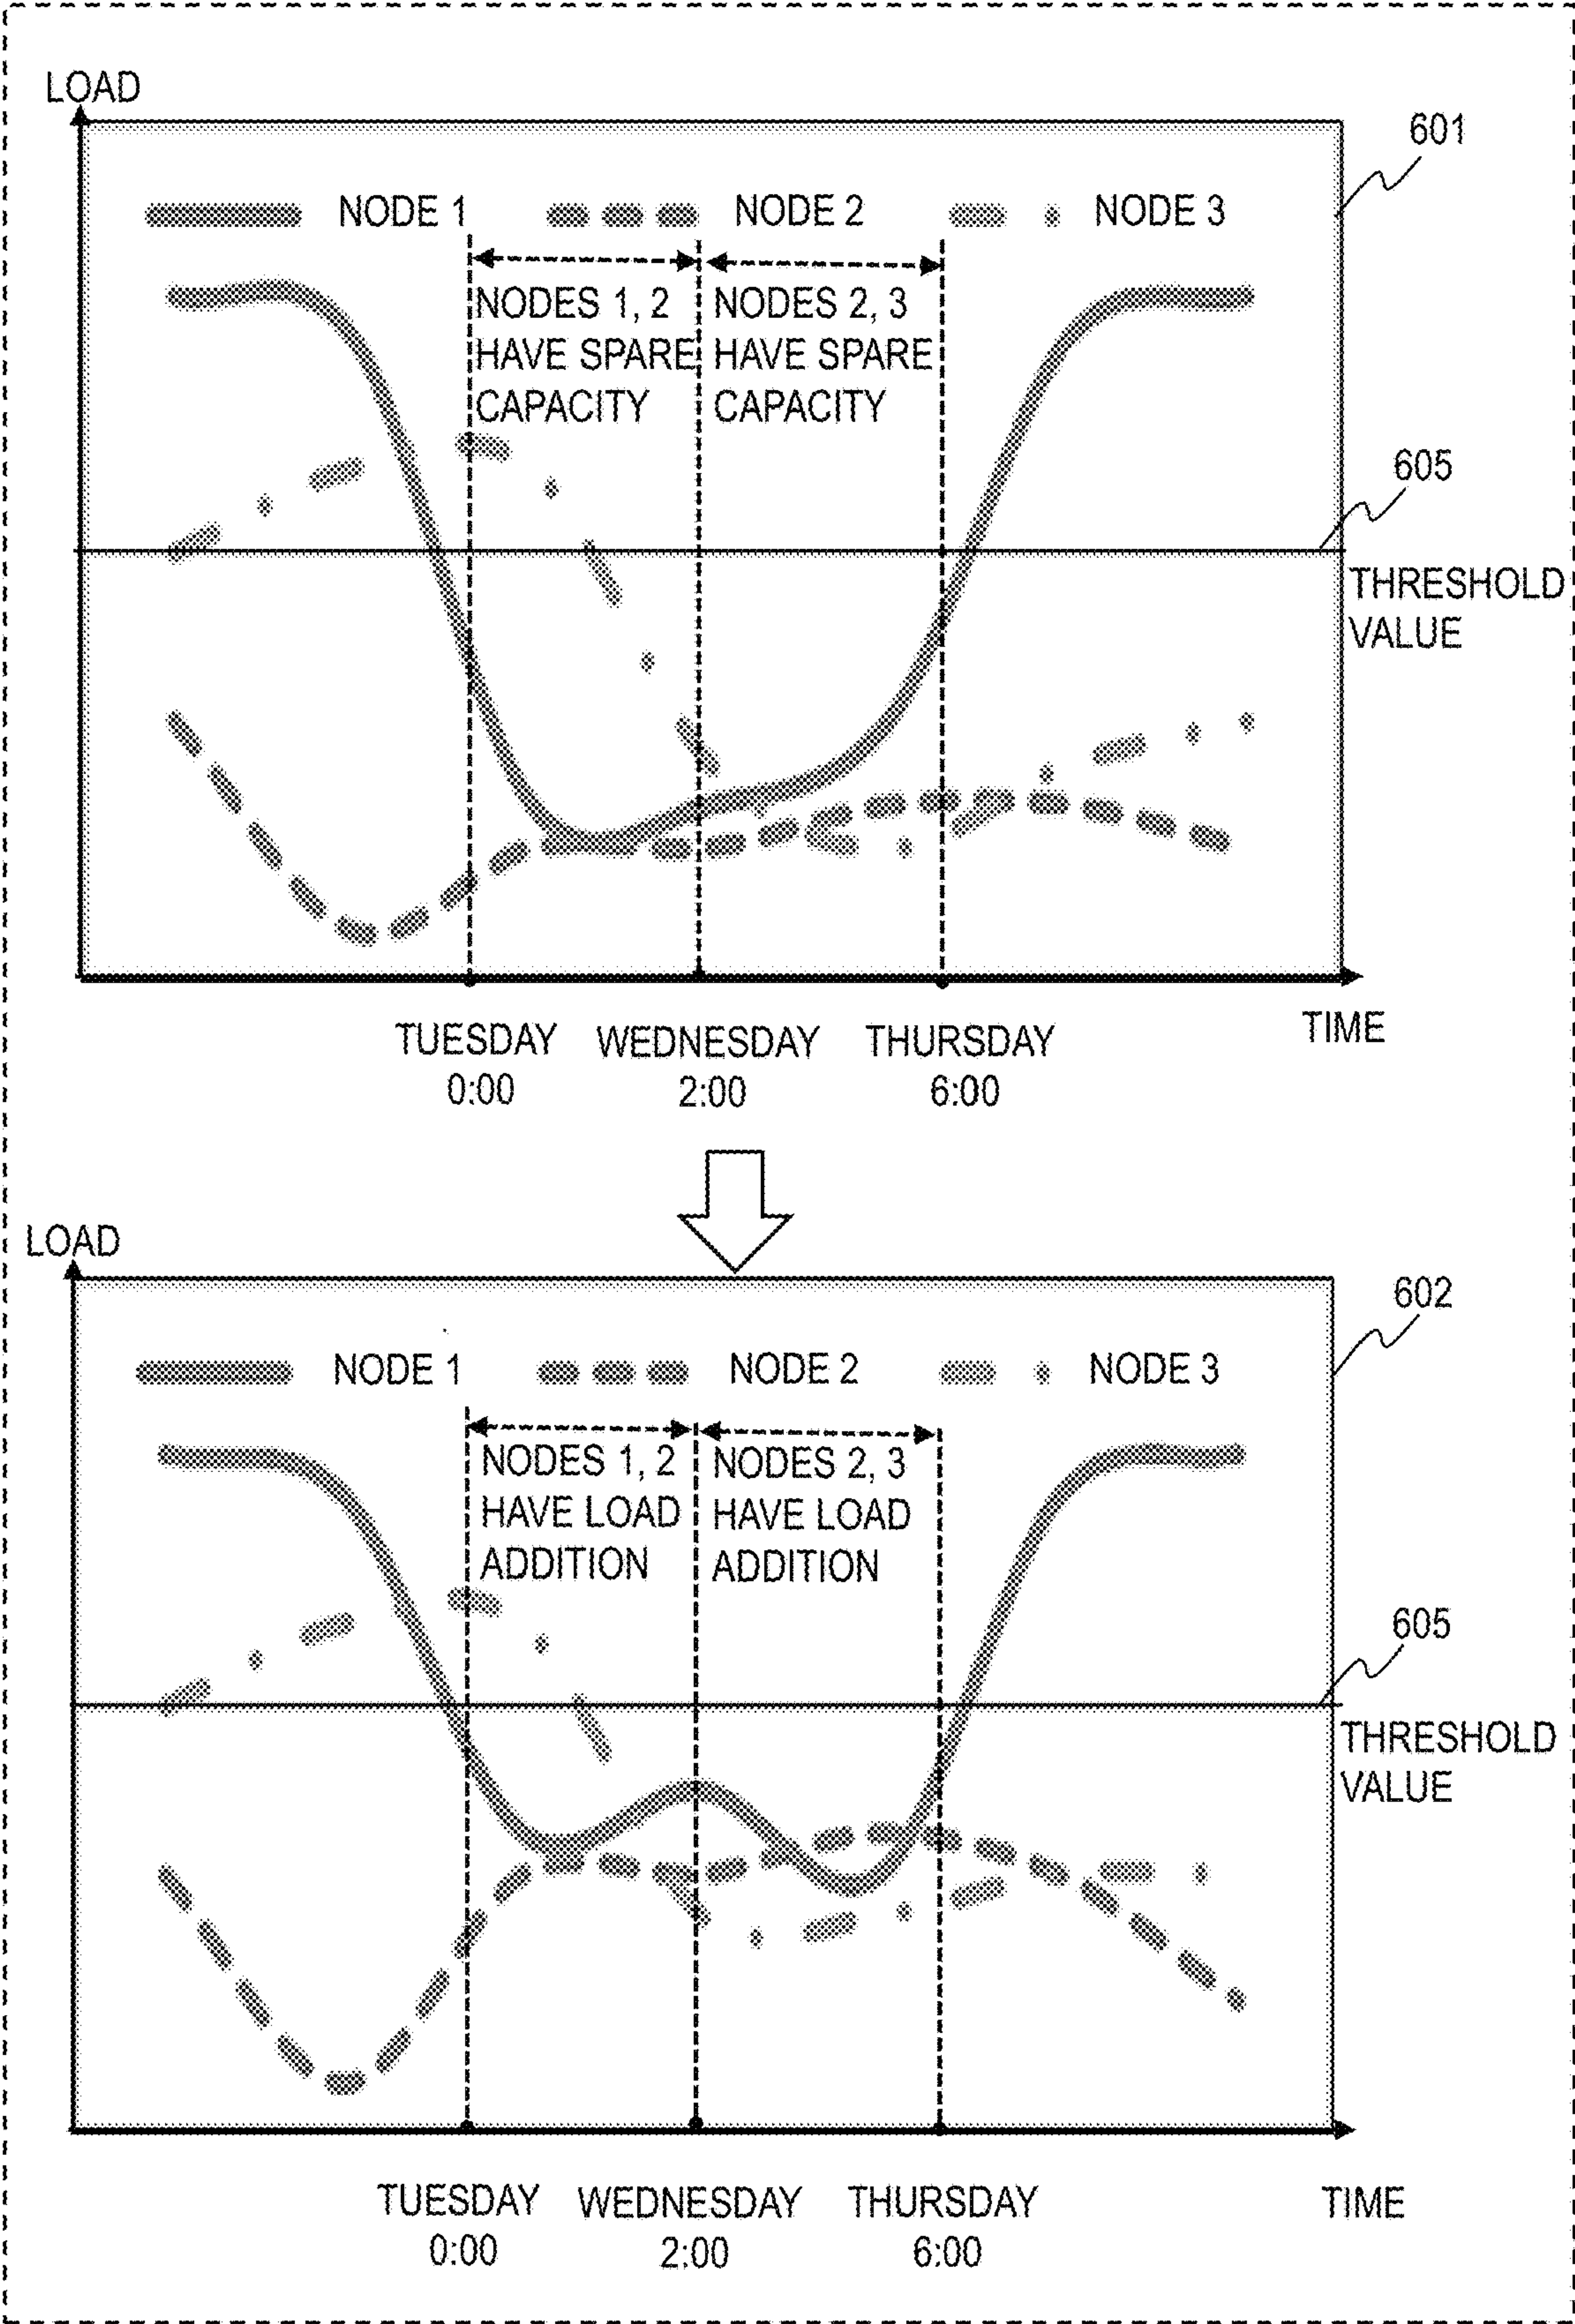 LOAD
601
NODE 1
NODE 2
NODE 3
NODES 1, 2
HAVE SPARE
CAPACITY
NODES 2, 3
HAVE SPARE
CAPACITY
605
THRESHOLD
VALUE
TUESDAY
0:00
WEDNESDAY
2:00
THURSDAY
6:00
TIME
LOAD
602
NODE 1
NODE 2
NODE 3
NODES 1, 2
HAVE LOAD
ADDITION
NODES 2, 3
HAVE LOAD
ADDITION
605
THRESHOLD
VALUE
TUESDAY
0:00
WEDNESDAY
2:00
THURSDAY
6:00
TIME